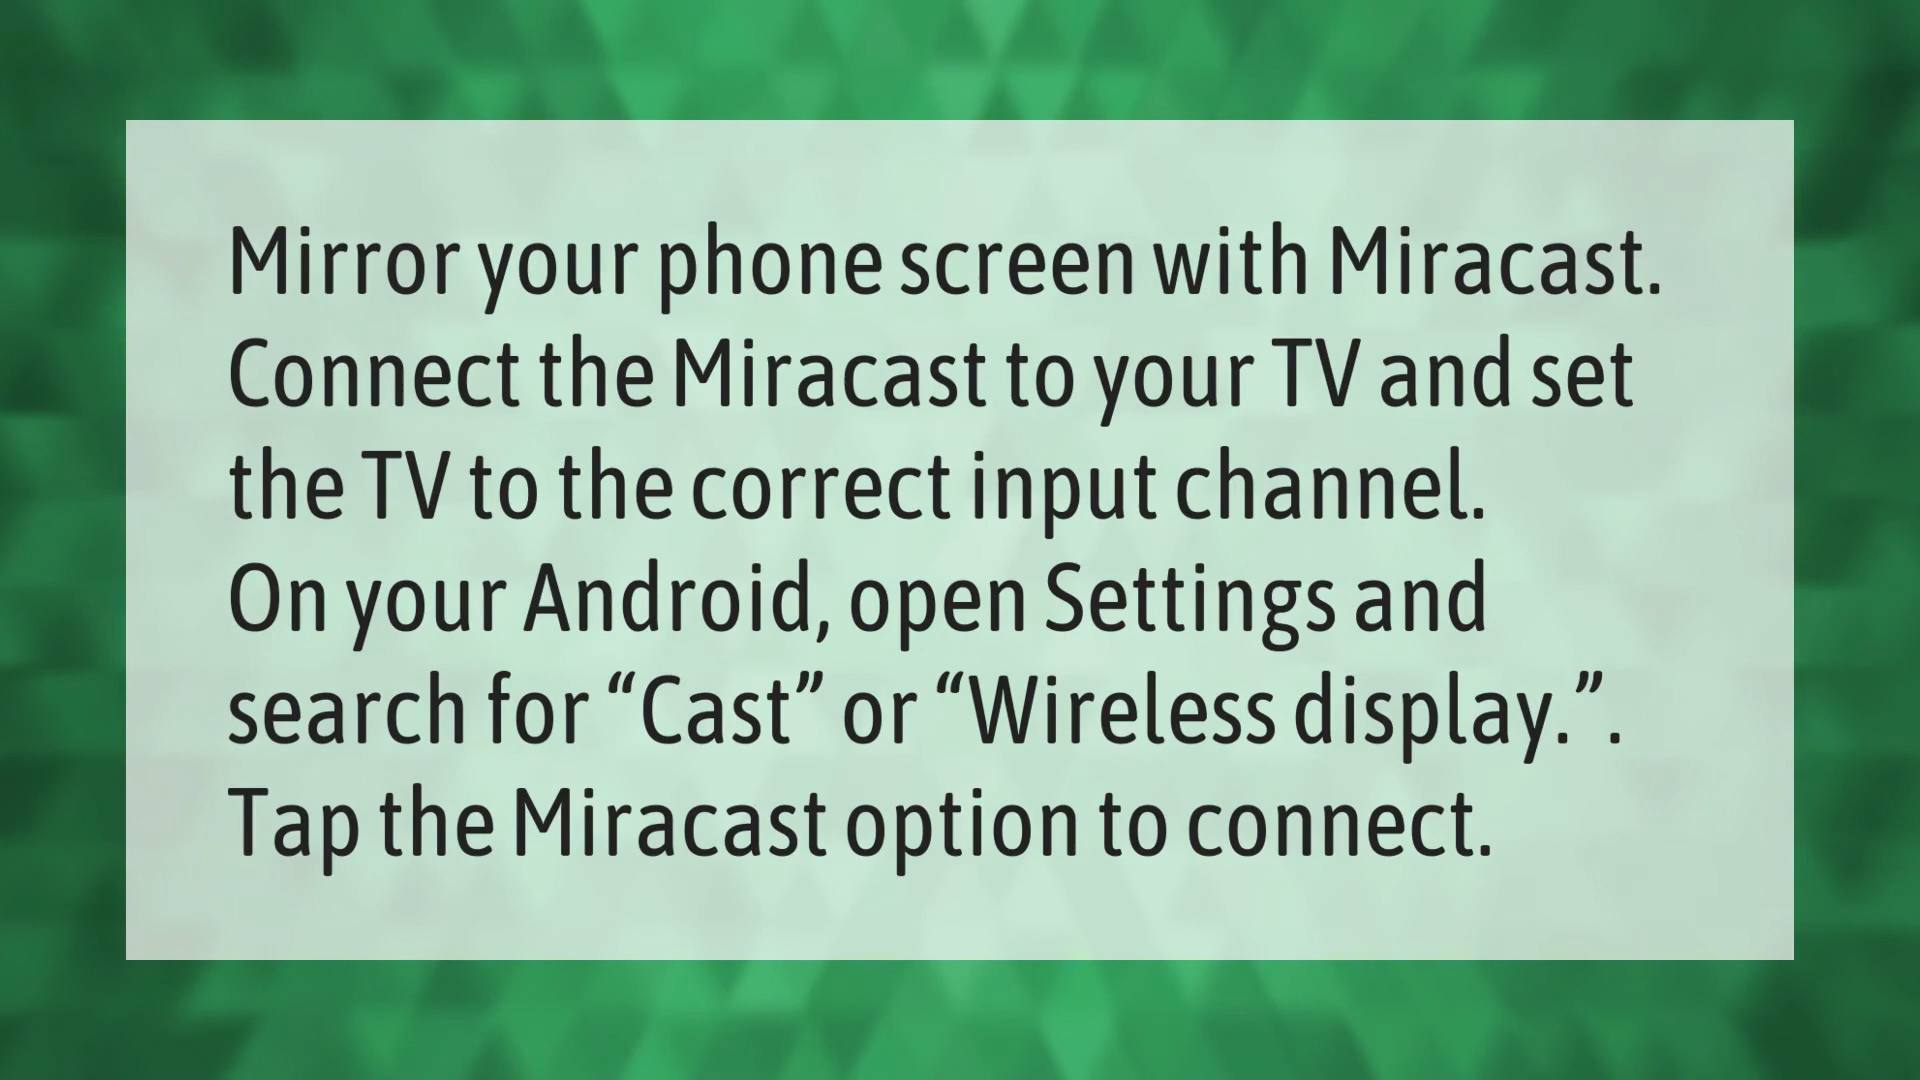 Mirror your phone screen with Miracast.
Connect the Miracast to your TV and set
the TV to the correct input channel.
On your Android, open Settings and
search for “Cast” or “Wireless display.”.
Tap the Miracast option to connect.